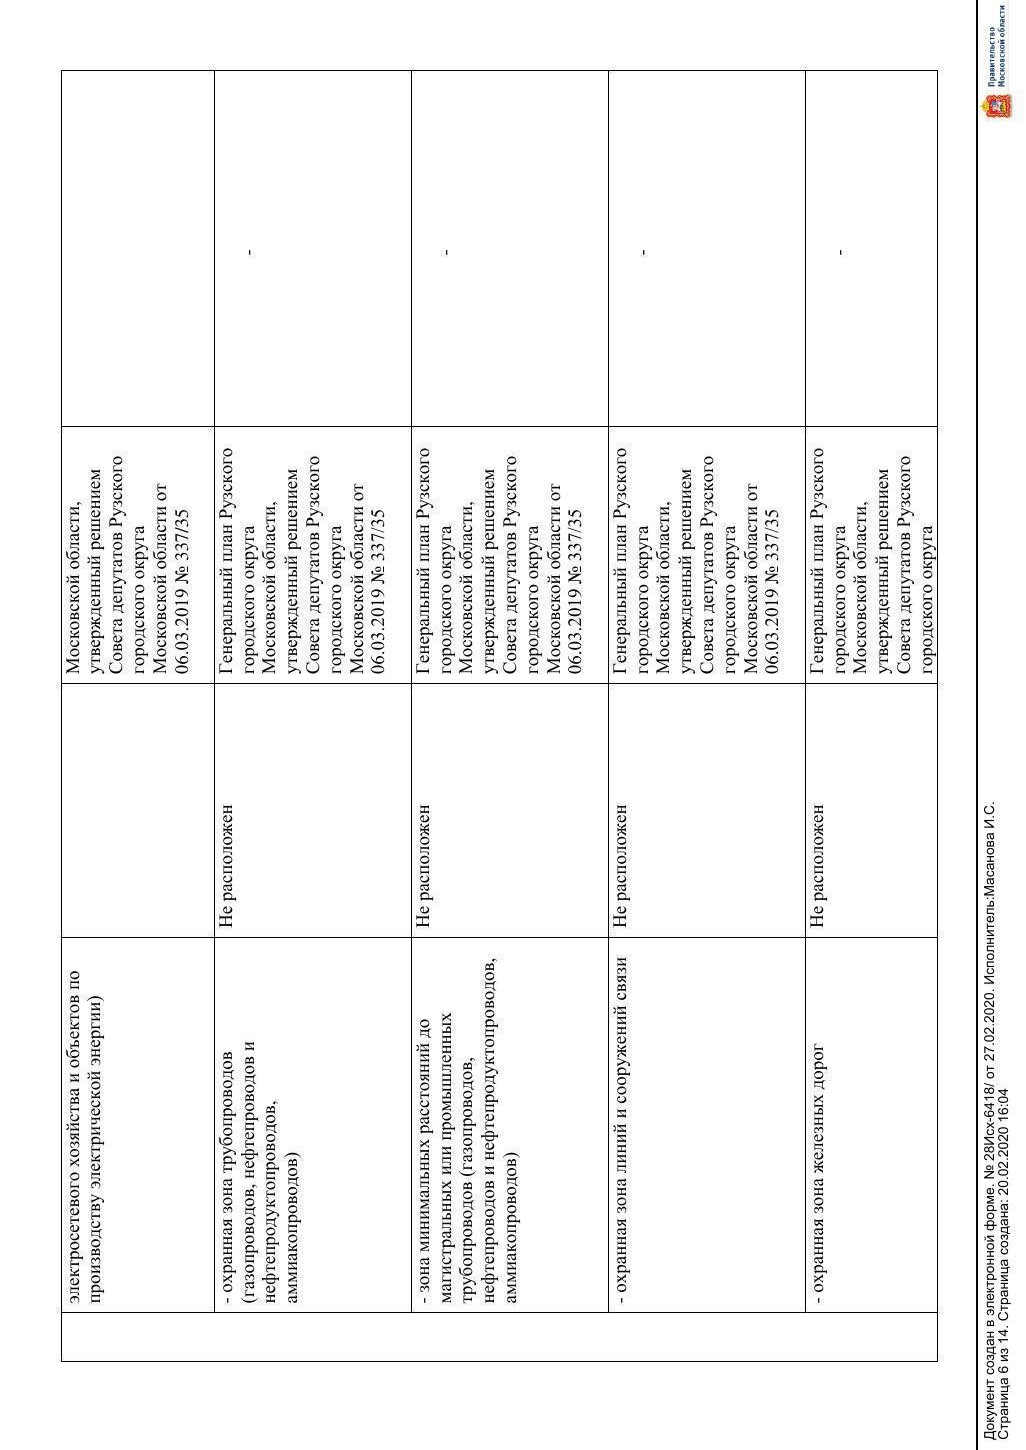 электросетевого хозяйства и объектов по
производству электрической энергии)
Московской области,
утвержденный решением
Совета депутатов Рузского
городского округа
Московской области от
06.03.2019 № 337/35
- охранная зона трубопроводов
(газопроводов, нефтепроводов и
нефтепродуктопроводов,
аммиакопроводов)
Не расположен
Генеральный план Рузского
городского округа
Московской области,
утвержденный решением
Совета депутатов Рузского
городского округа
Московской области от
06.03.2019 № 337/35
-
- зона минимальных расстояний до
магистральных или промышленных
трубопроводов (газопроводов,
нефтепроводов и нефтепродуктопроводов,
аммиакопроводов)
Не расположен
Генеральный план Рузского
городского округа
Московской области,
утвержденный решением
Совета депутатов Рузского
городского округа
Московской области от
06.03.2019 № 337/35
-
- охранная зона линий и сооружений связи
Не расположен
Генеральный план Рузского
городского округа
Московской области,
утвержденный решением
Совета депутатов Рузского
городского округа
Московской области от
06.03.2019 № 337/35
-
- охранная зона железных дорог
Не расположен
Генеральный план Рузского
городского округа
Московской области,
утвержденный решением
Совета депутатов Рузского
городского округа
-
Документ создан в электронной форме. № 28Исх-6418/ от 27.02.2020. Исполнитель:Масанова И.С.
Страница 6 из 14. Страница создана: 20.02.2020 16:04
Правительство
Московской области